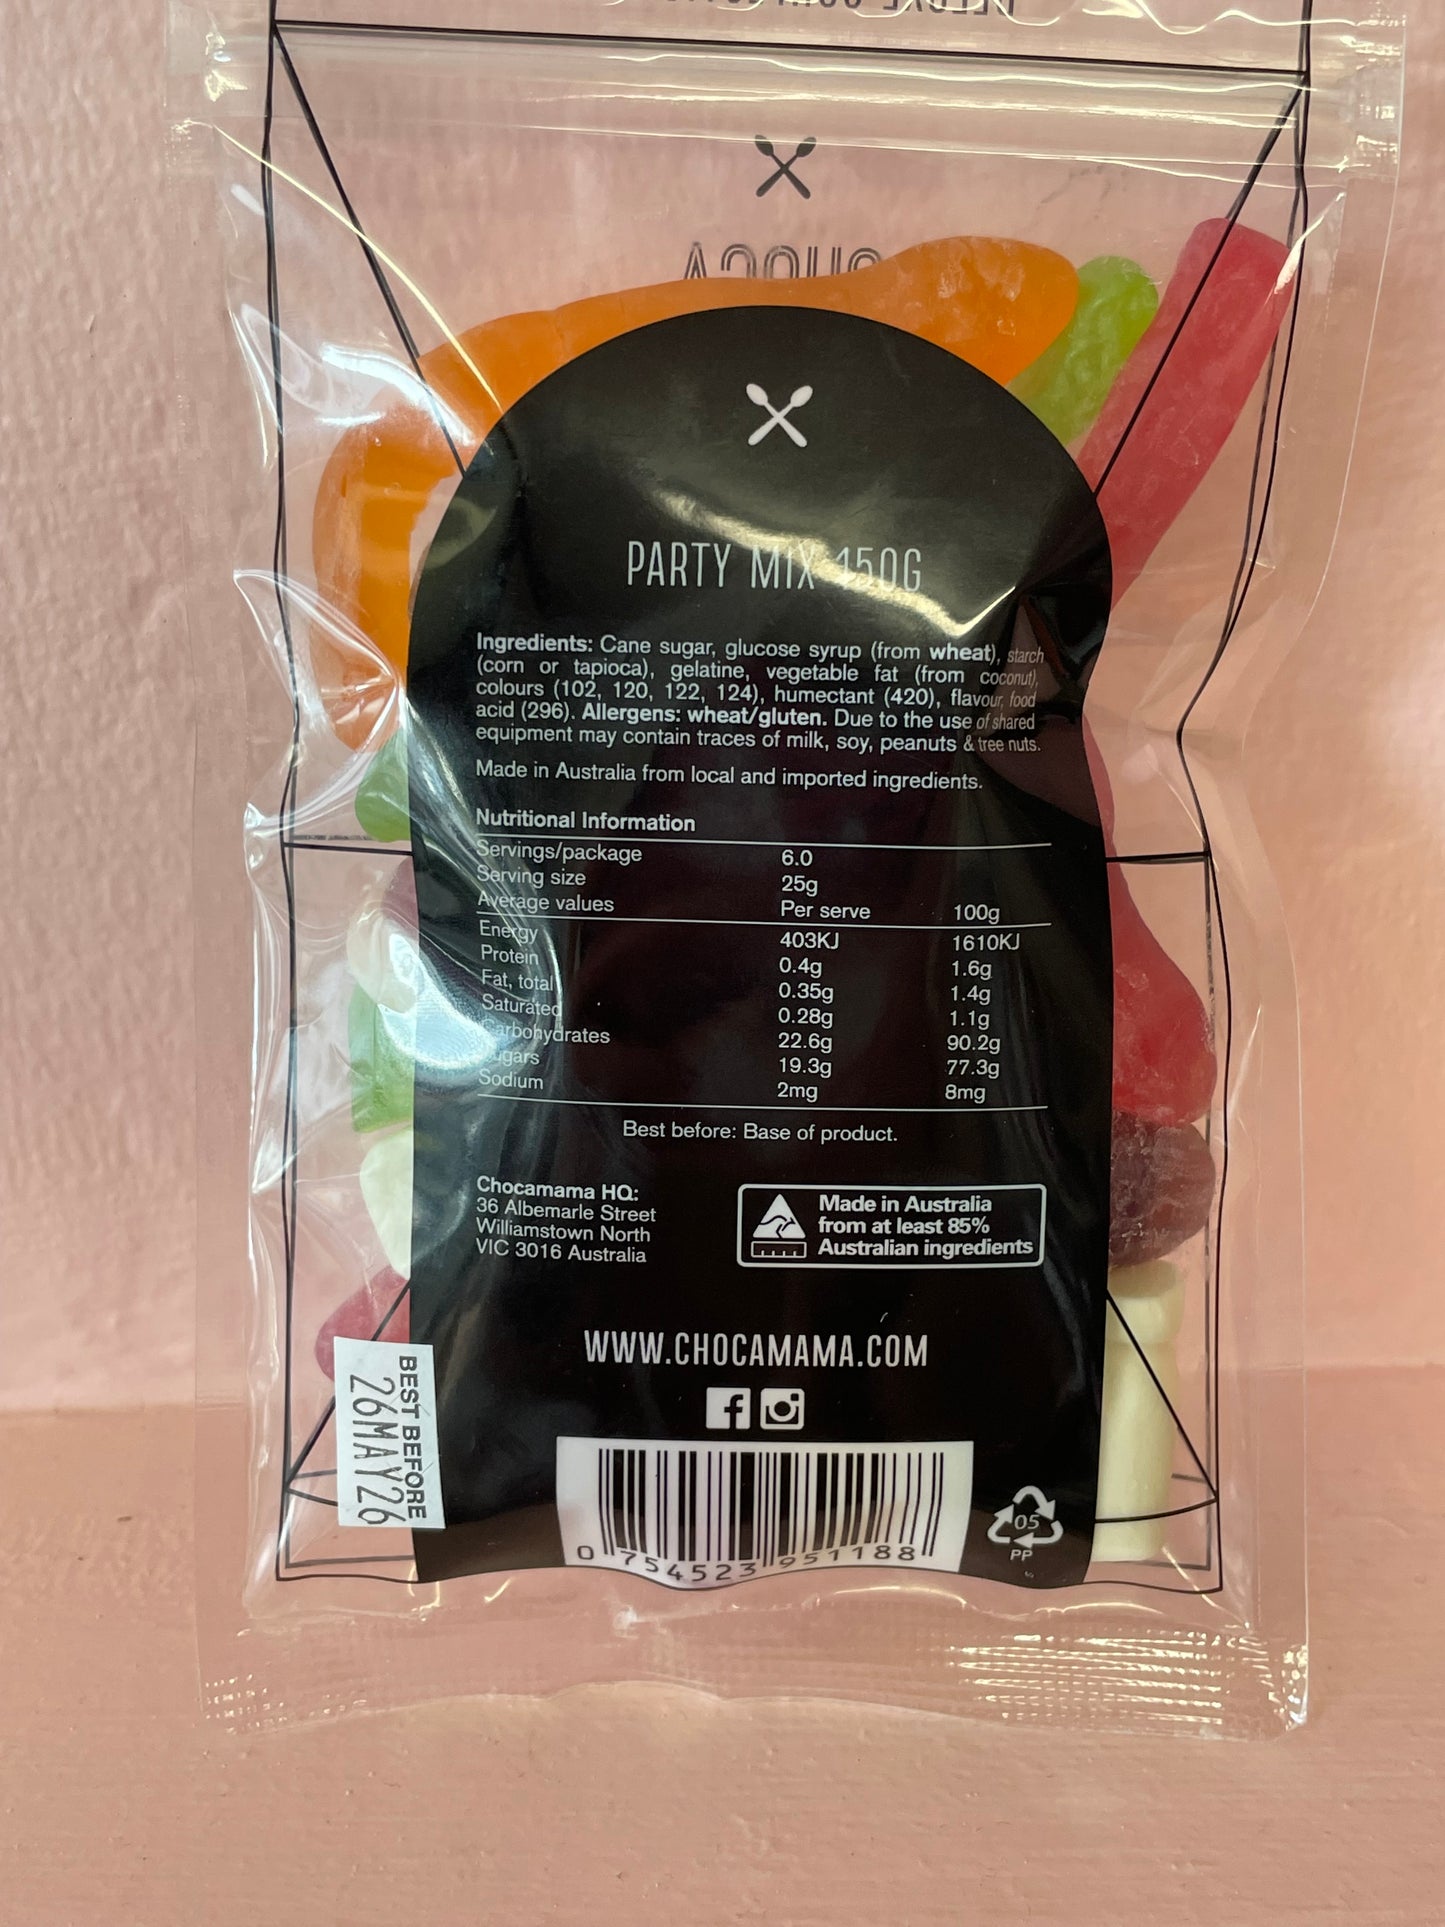 PARTY MIX 150G
Ingredients: Cane sugar, glucose syrup (from wheat), starch
(corn or tapioca), gelatine, vegetable fat (from coconut),
colours (102, 120, 122, 124), humectant (420), flavour, food
acid (296). Allergens: wheat/gluten. Due to the use of shared
equipment may contain traces of milk, soy, peanuts & tree nuts.
Made in Australia from local and imported ingredients.
Nutritional Information
Servings/package 6.0
Serving size 25g
Average values Per serve 100g
Energy 403KJ 1610KJ
Protein 0.4g 1.6g
Fat, total 0.35g 1.4g
Saturated 0.28g 1.1g
Carbohydrates 22.6g 90.2g
Sugars 19.3g 77.3g
Sodium 2mg 8mg
Best before: Base of product.
Chocamama HQ:
36 Albemarle Street
Williamstown North
VIC 3016 Australia
Made in Australia
from at least 85%
Australian ingredients
WWW.CHOCAMAMA.COM
BEST BEFORE
26MAY26
0 754523 951188
05
PP